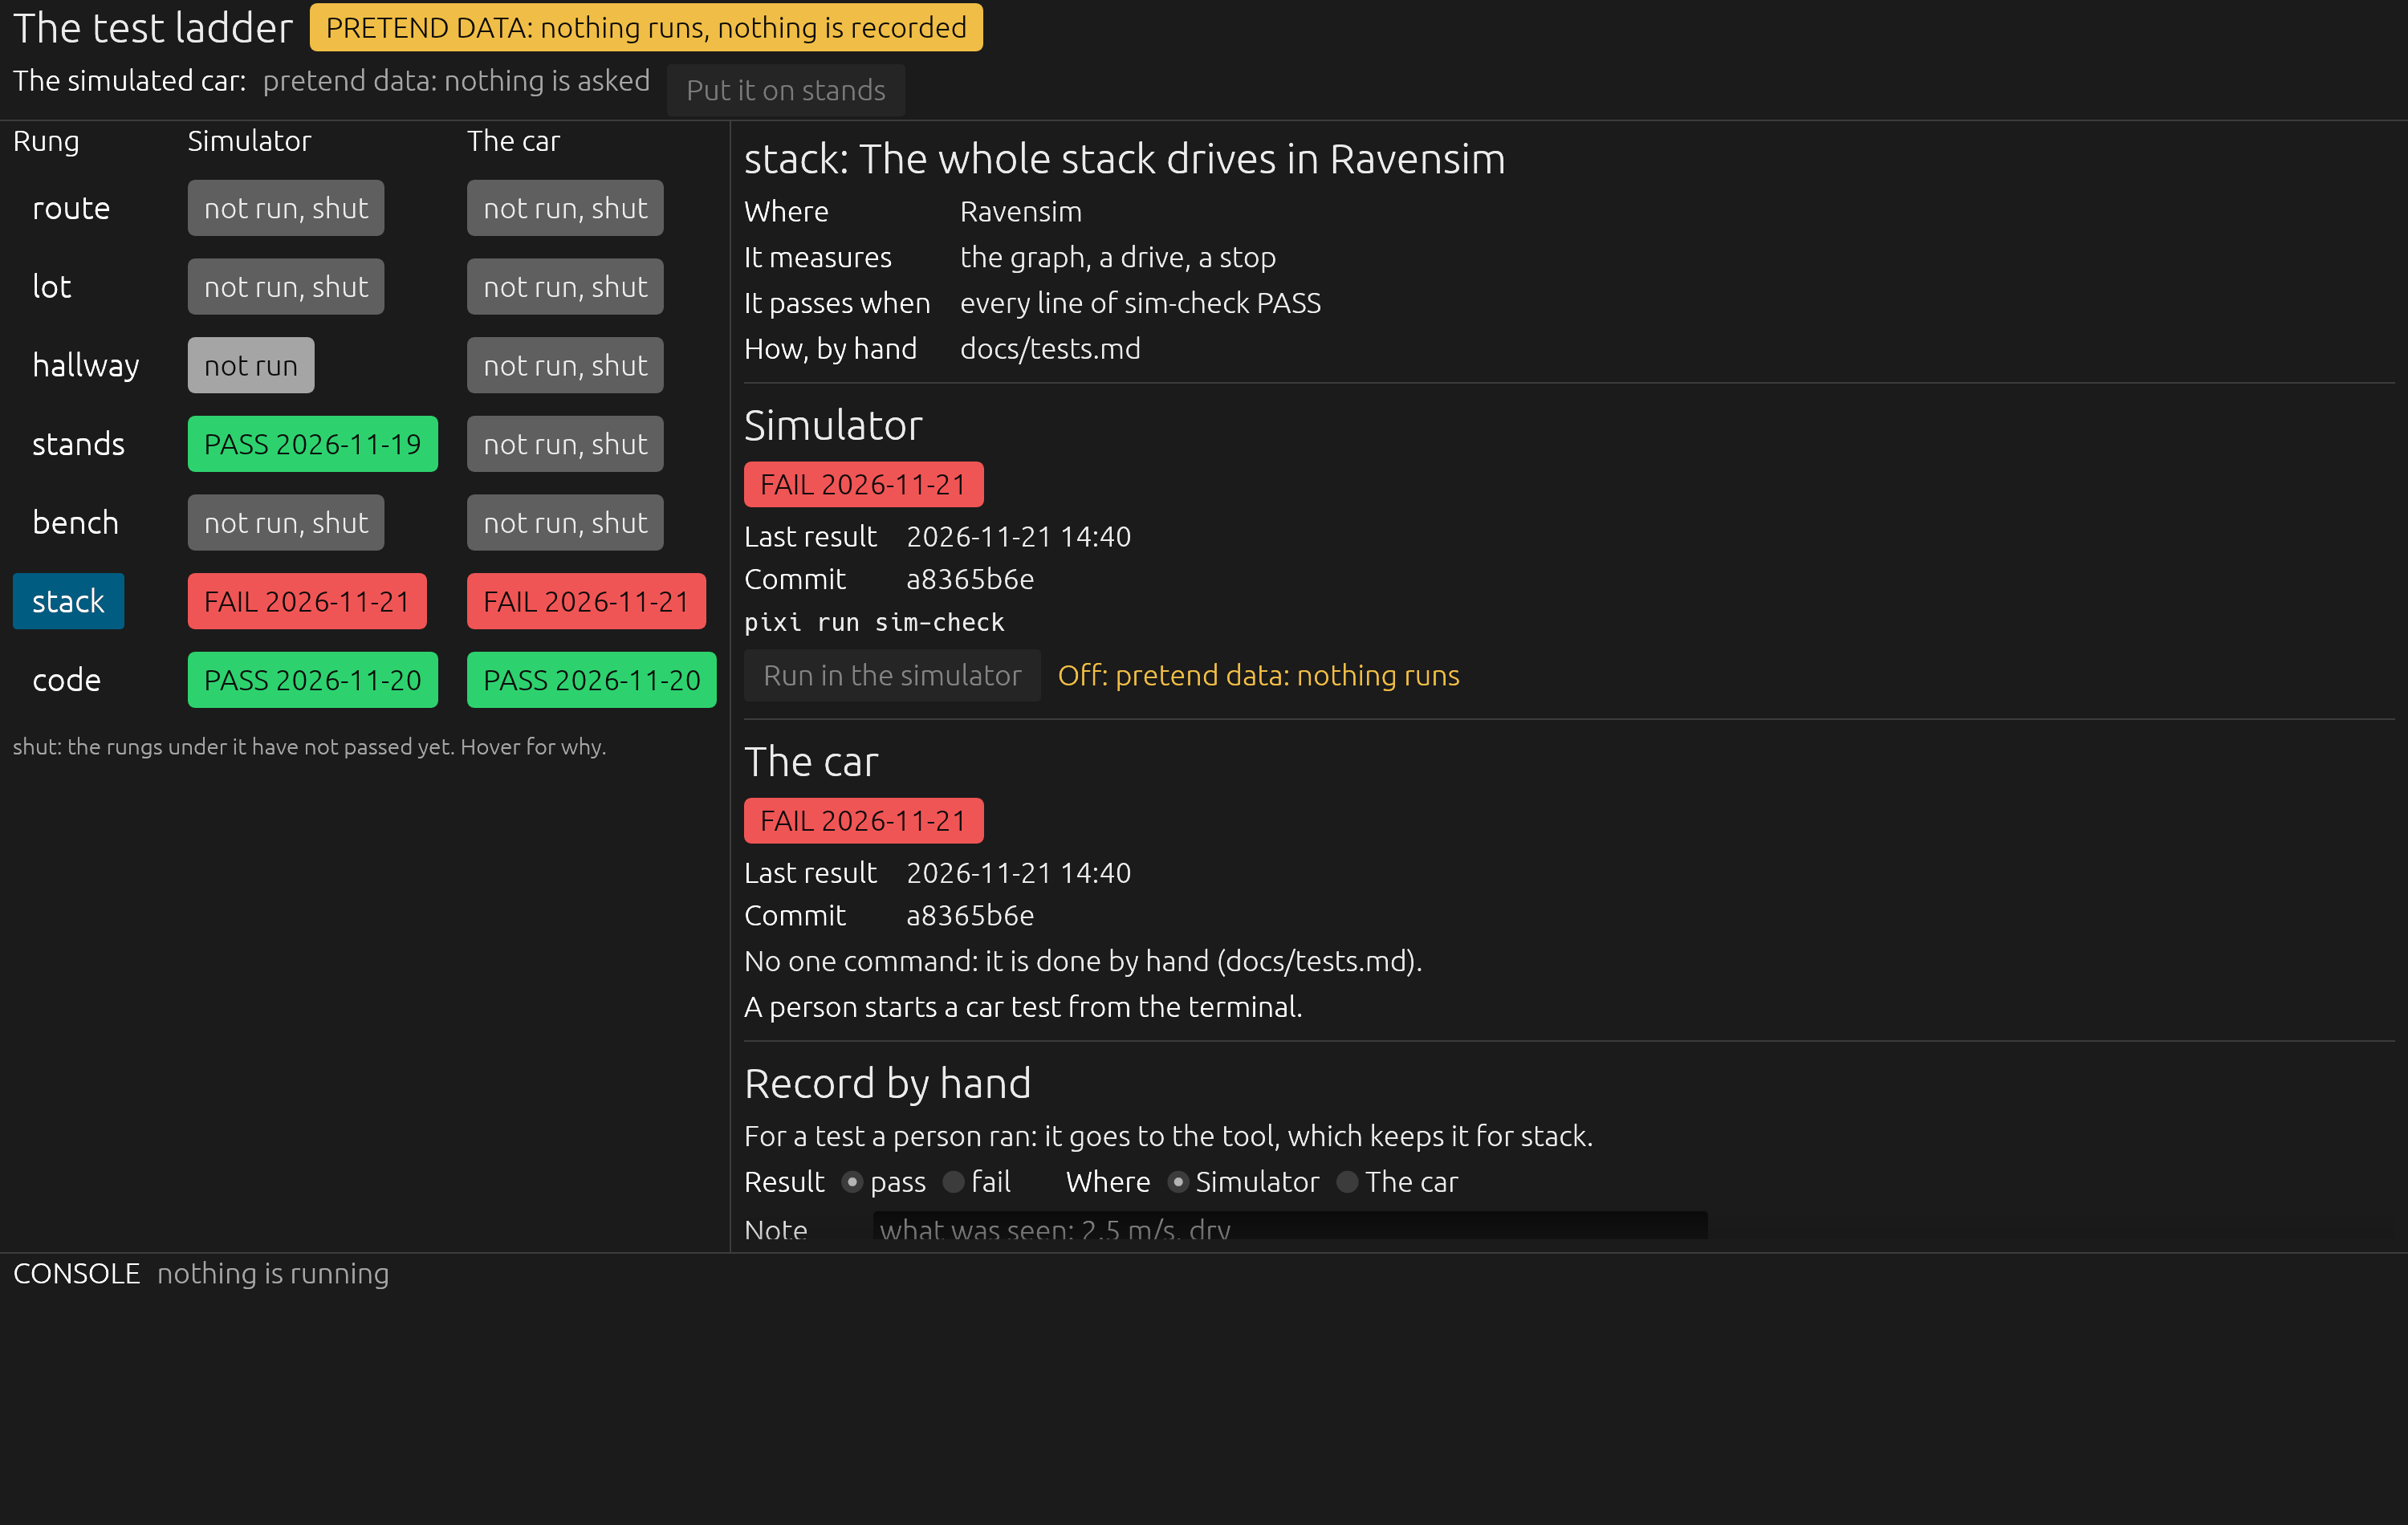 The test ladder PRETEND DATA: nothing runs, nothing is recorded
The simulated car: pretend data: nothing is asked Put it on stands
Rung Simulator The car
route not run, shut not run, shut
lot not run, shut not run, shut
hallway not run not run, shut
stands PASS 2026-11-19 not run, shut
bench not run, shut not run, shut
stack FAIL 2026-11-21 FAIL 2026-11-21
code PASS 2026-11-20 PASS 2026-11-20
shut: the rungs under it have not passed yet. Hover for why.
stack: The whole stack drives in Ravensim
Where Ravensim
It measures the graph, a drive, a stop
It passes when every line of sim-check PASS
How, by hand docs/tests.md
Simulator
FAIL 2026-11-21
Last result 2026-11-21 14:40
Commit a8365b6e
pixi run sim-check
Run in the simulator Off: pretend data: nothing runs
The car
FAIL 2026-11-21
Last result 2026-11-21 14:40
Commit a8365b6e
No one command: it is done by hand (docs/tests.md).
A person starts a car test from the terminal.
Record by hand
For a test a person ran: it goes to the tool, which keeps it for stack.
Result pass fail Where Simulator The car
Note what was seen: 2.5 m/s, dry
CONSOLE nothing is running